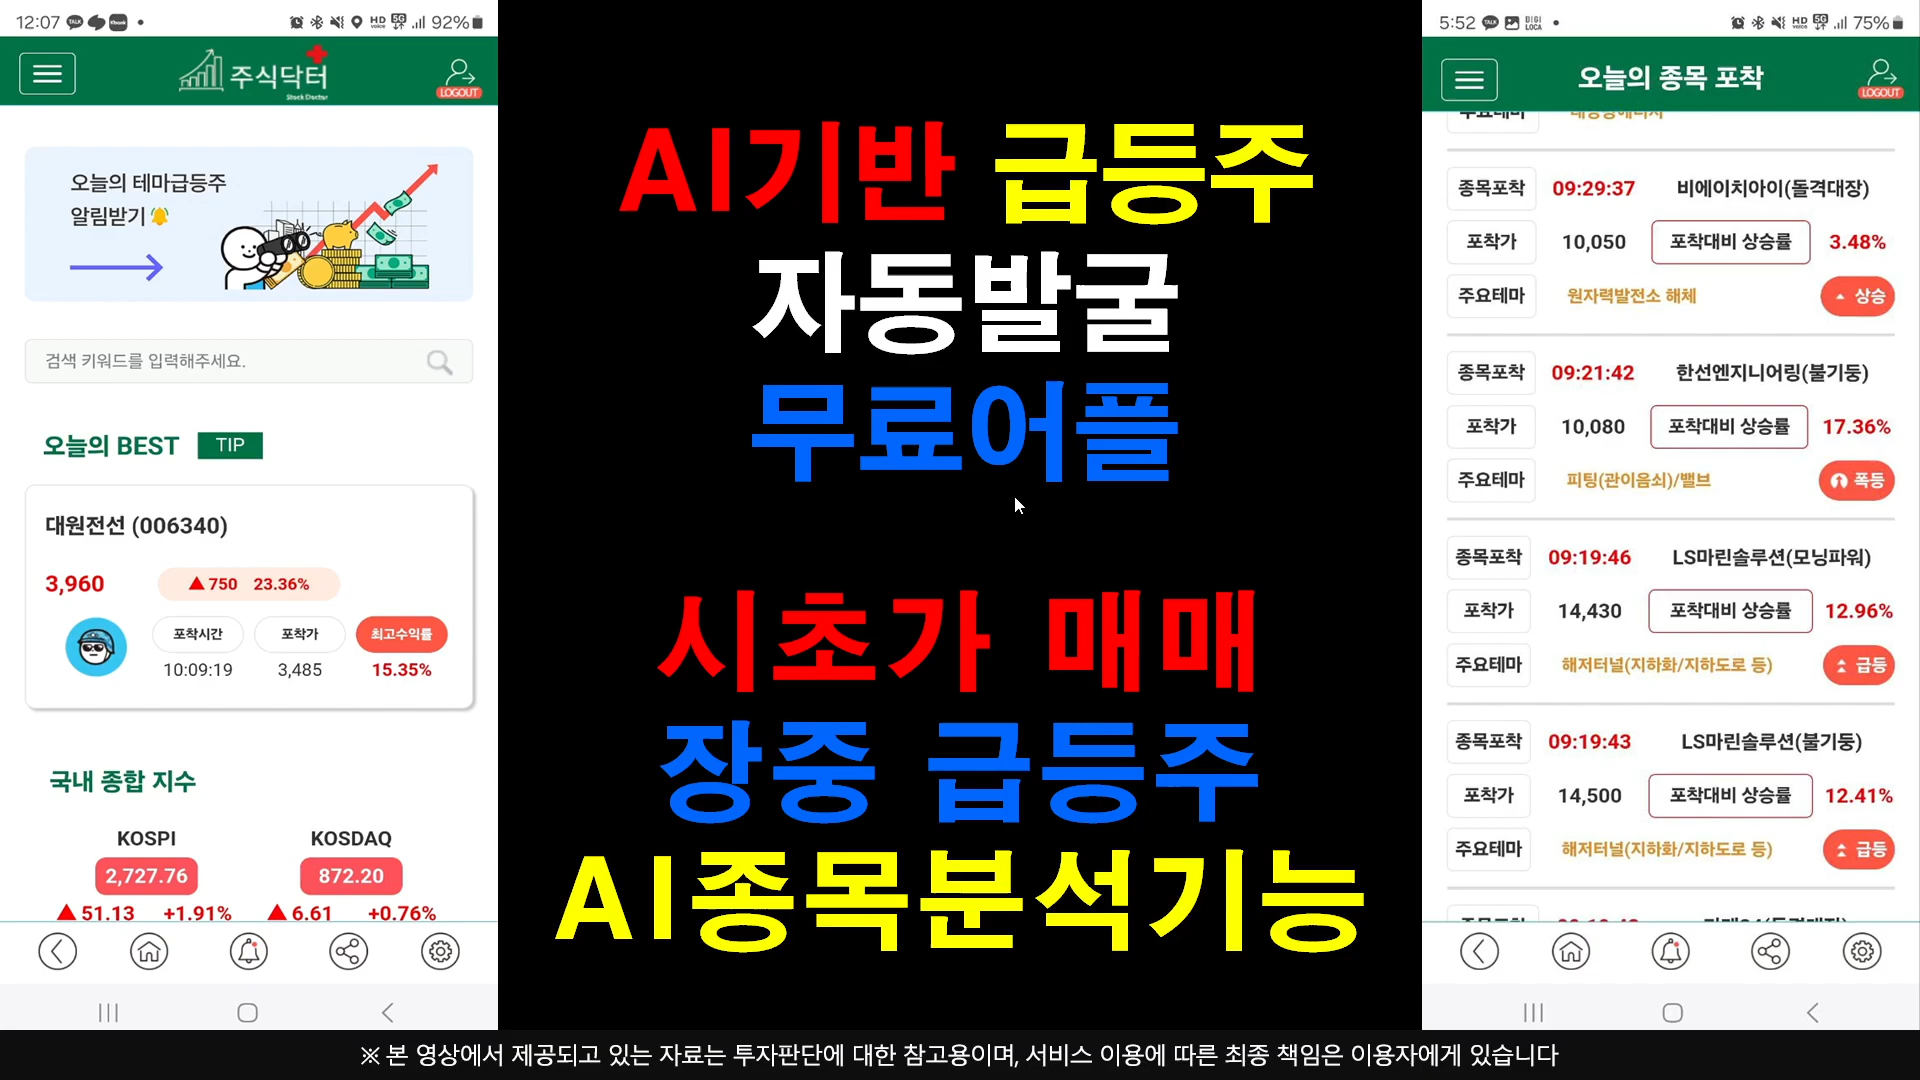 12:07 92%
주식닥터
Stock Doctor
LOGOUT
오늘의 테마급등주
알림받기
검색 키워드를 입력해주세요.
오늘의 BEST TIP
대원전선 (006340)
3,960 ▲750 23.36%
포착시간 포착가 최고수익률
10:09:19 3,485 15.35%
국내 종합 지수
KOSPI KOSDAQ
2,727.76 872.20
▲51.13 +1.91% ▲6.61 +0.76%
AI기반 급등주
자동발굴
무료어플
시초가 매매
장중 급등주
AI종목분석기능
5:52 75%
오늘의 종목 포착
LOGOUT
종목포착 09:29:37 비에이치아이(돌격대장)
포착가 10,050 포착대비 상승률 3.48%
주요테마 원자력발전소 해체 상승
종목포착 09:21:42 한선엔지니어링(불기둥)
포착가 10,080 포착대비 상승률 17.36%
주요테마 피팅(관이음쇠)/밸브 폭등
종목포착 09:19:46 LS마린솔루션(모닝파워)
포착가 14,430 포착대비 상승률 12.96%
주요테마 해저터널(지하화/지하도로 등) 급등
종목포착 09:19:43 LS마린솔루션(불기둥)
포착가 14,500 포착대비 상승률 12.41%
주요테마 해저터널(지하화/지하도로 등) 급등
※ 본 영상에서 제공되고 있는 자료는 투자판단에 대한 참고용이며, 서비스 이용에 따른 최종 책임은 이용자에게 있습니다